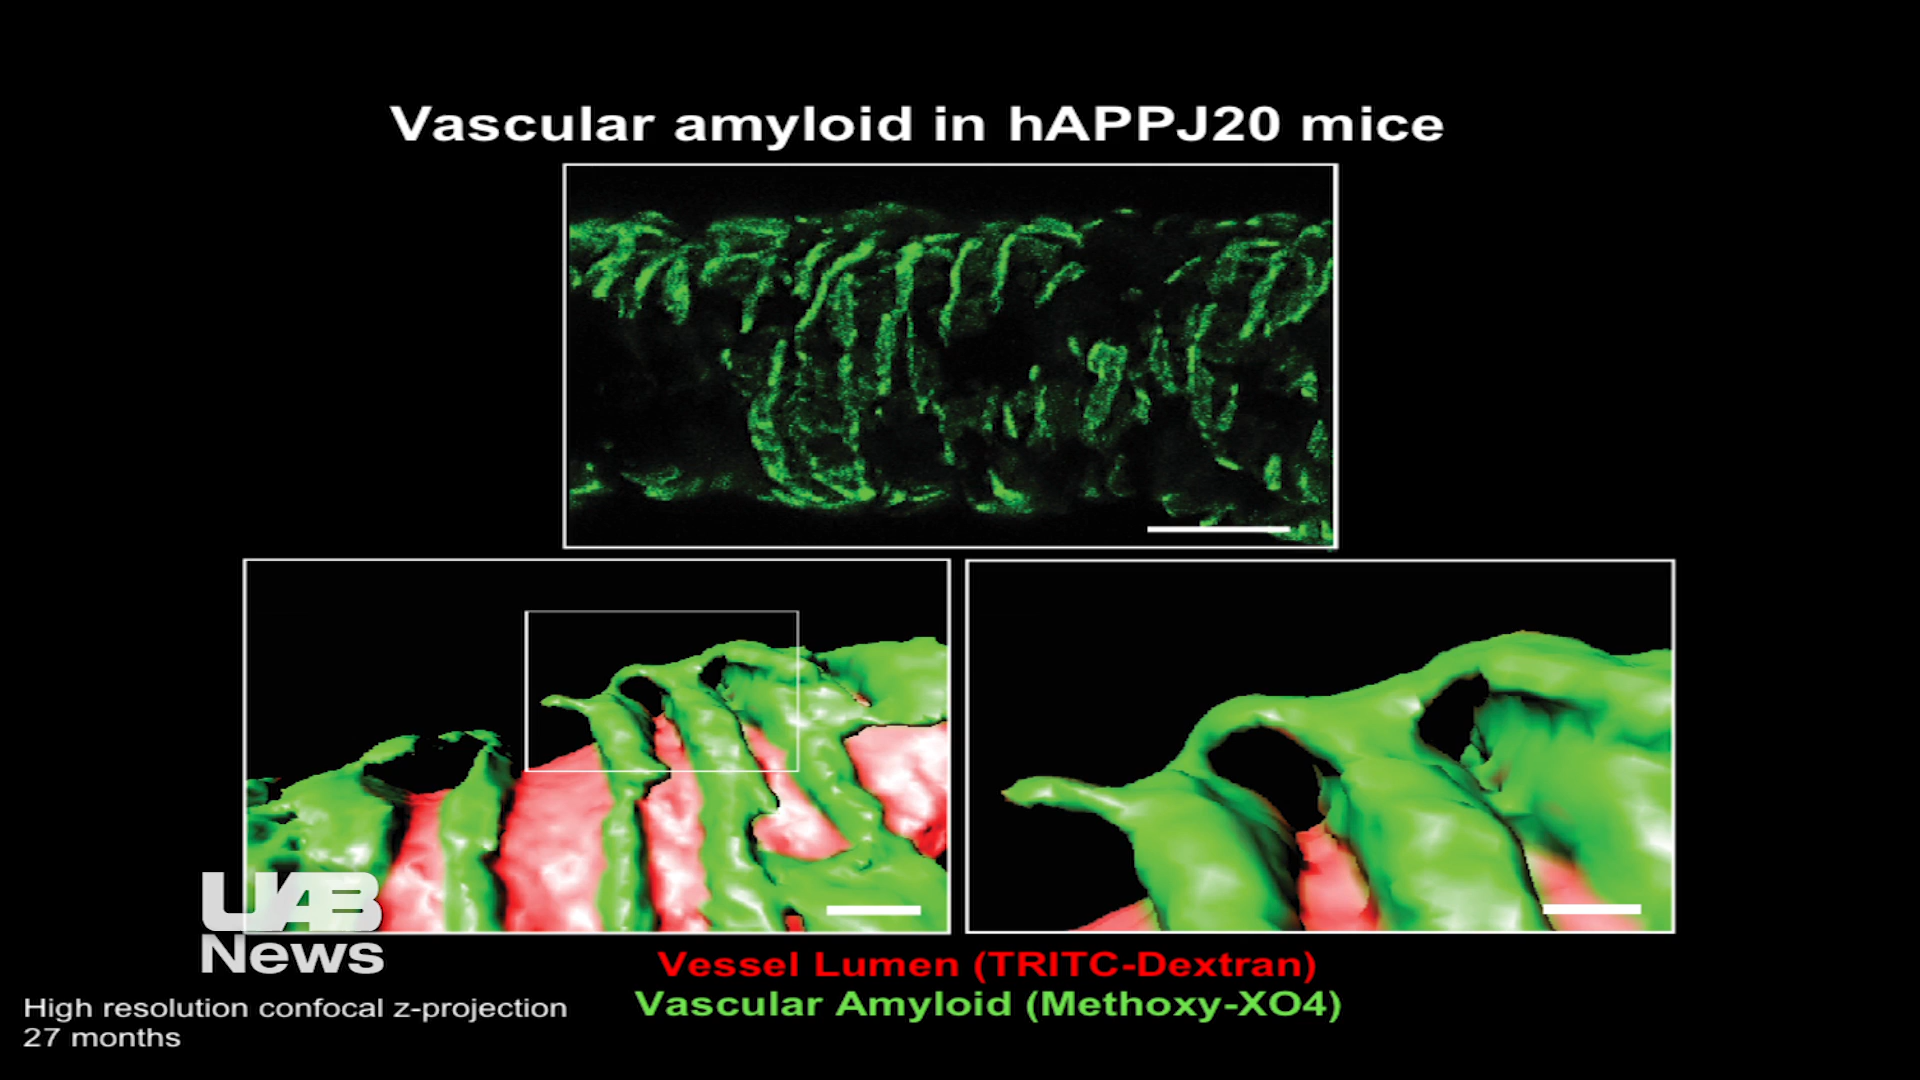 Vascular amyloid in hAPPJ20 mice
UAB
News
Vessel Lumen (TRITC-Dextran)
Vascular Amyloid (Methoxy-XO4)
High resolution confocal z-projection
27 months